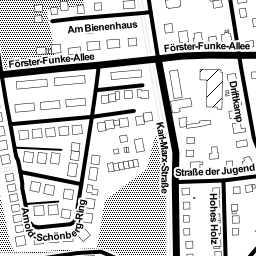 Am Bienenhaus
Förster-Funke-Allee
Förster-Funke-Allee
Driftkamp
Karl-Marx-Straße
Straße der Jugend
Hohes Holz
Arnold
-Schönberg-Ring